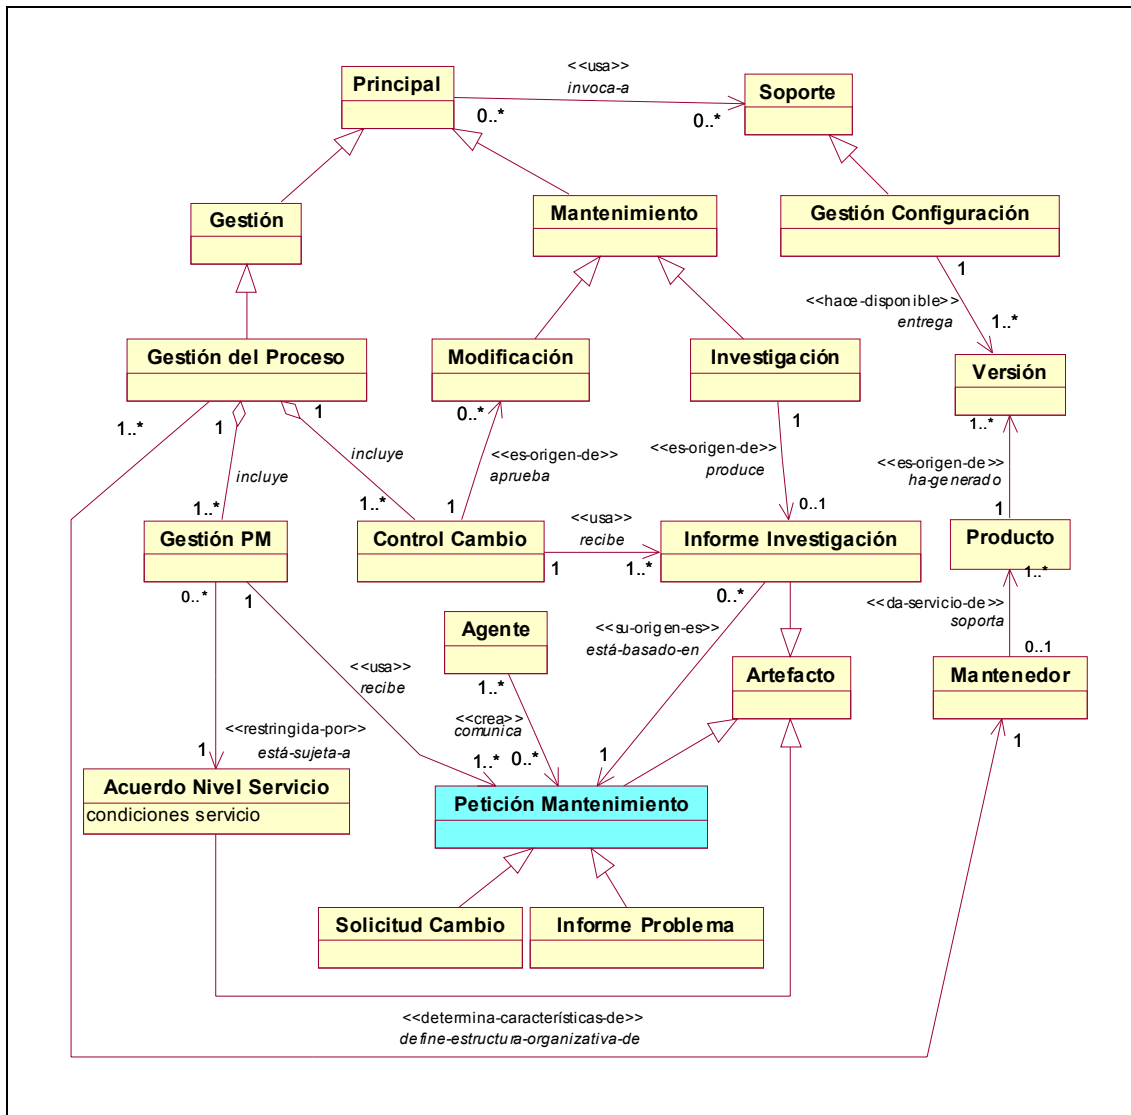 <<usa>>
invoca-a
Principal
0..*
0..*
Soporte
Gestión
Mantenimiento
Gestión Configuración
1
<<hace-disponible>>
entrega
1..*
Gestión del Proceso
Modificación
Investigación
Versión
1..*
1
1
0..*
1
1..*
incluye
incluye
<<es-origen-de>>
aprueba
<<es-origen-de>>
produce
<<es-origen-de>>
ha-generado
1..*
1..*
1
0..1
1
Gestión PM
Control Cambio
<<usa>>
recibe
1
1..*
Informe Investigación
Producto
1..*
0..*
1
0..*
<<da-servicio-de>>
soporta
0..1
Agente
1..*
<<su-origen-es>>
está-basado-en
Artefacto
Mantenedor
1
<<usa>>
recibe
<<crea>>
comunica
<<restringida-por>>
está-sujeta-a
1
1..*
0..*
1
Acuerdo Nivel Servicio
condiciones servicio
Petición Mantenimiento
Solicitud Cambio
Informe Problema
<<determina-características-de>>
define-estructura-organizativa-de